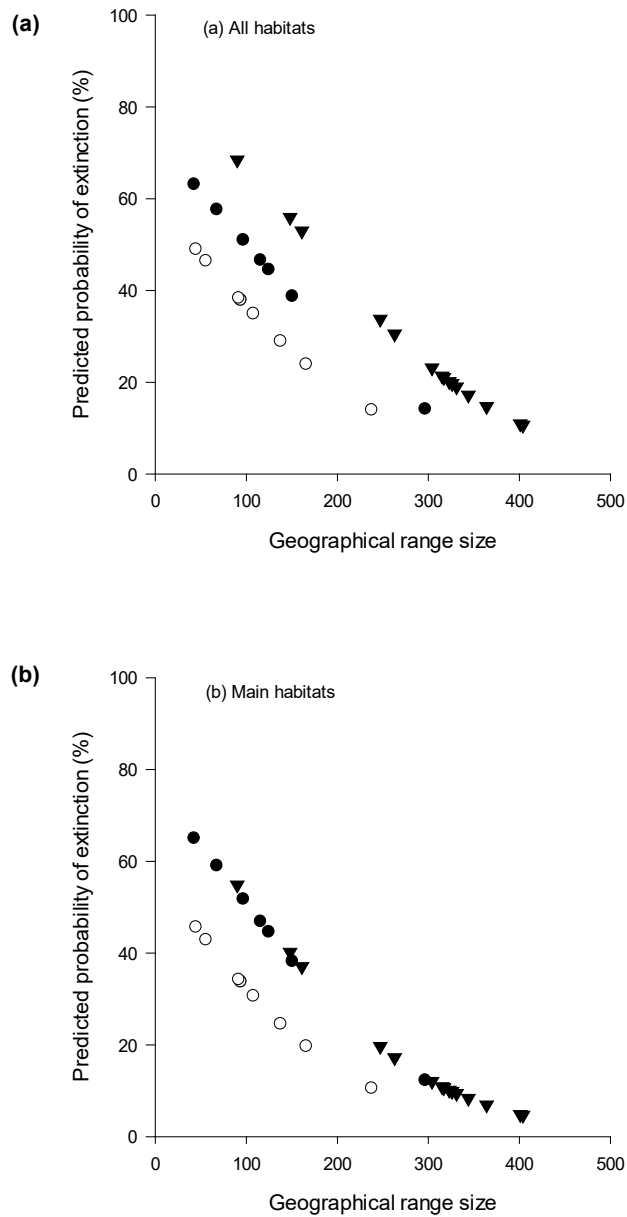 (a)
(a) All habitats
Predicted probability of extinction (%)
100
80
60
40
20
0
0 100 200 300 400 500
Geographical range size
(b)
(b) Main habitats
Predicted probability of extinction (%)
100
80
60
40
20
0
0 100 200 300 400 500
Geographical range size